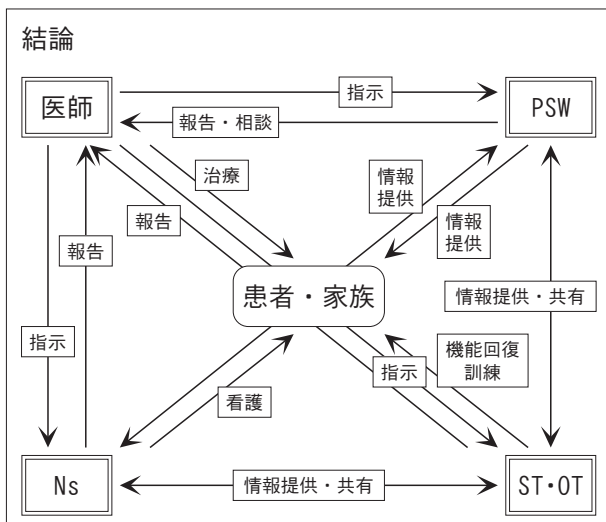 結論
医師
指示
PSW
報告・相談
治療
情報
提供
報告
情報
提供
報告
患者・家族
情報提供・共有
指示
機能回復
訓練
指示
看護
Ns
情報提供・共有
ST・OT